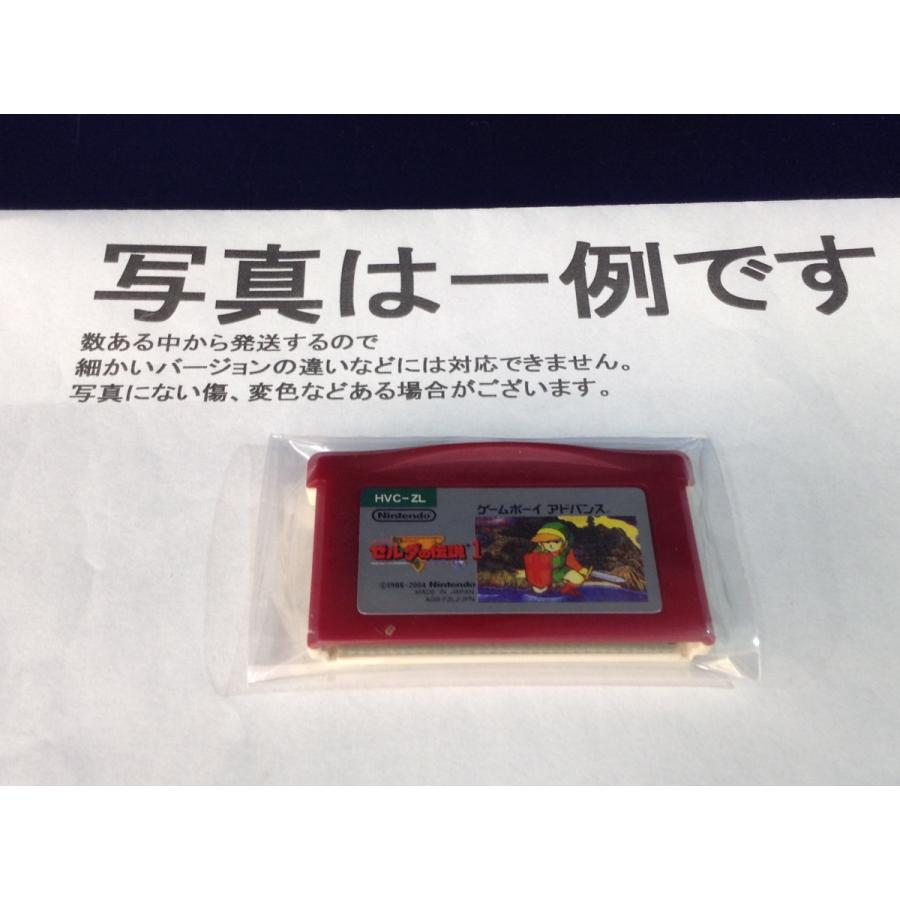 写真は一例です
数ある中から発送するので
細かいバージョンの違いなどには対応できません。
写真にない傷、変色などある場合がございます。
HVC-ZL
Nintendo
ゲームボーイ アドバンス
ゼルダの伝説 1
©1986-2004 Nintendo
MADE IN JAPAN
AGB-FZLJ-JPN